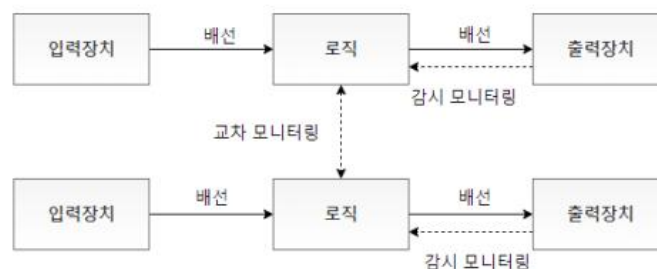 입력장치
배선
로직
배선
출력장치
감시 모니터링
교차 모니터링
입력장치
배선
로직
배선
출력장치
감시 모니터링